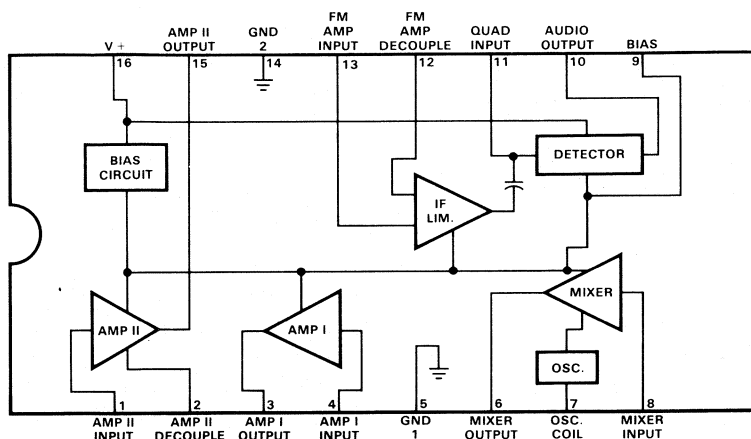 V +
16
AMP II
OUTPUT
15
GND
2
14
FM
AMP
INPUT
13
FM
AMP
DECOUPLE
12
QUAD
INPUT
11
AUDIO
OUTPUT
10
BIAS
9
BIAS
CIRCUIT
DETECTOR
IF
LIM.
AMP II
AMP I
MIXER
OSC.
1
AMP II
INPUT
2
AMP II
DECOUPLE
3
AMP I
OUTPUT
4
AMP I
INPUT
5
GND
1
6
MIXER
OUTPUT
7
OSC.
COIL
8
MIXER
INPUT